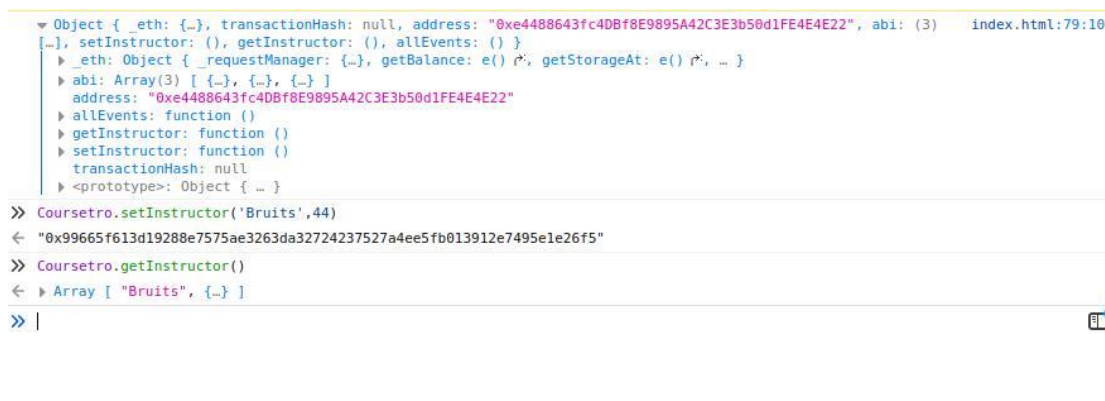 Object { _eth: {…}, transactionHash: null, address: "0xe4488643fc4DBf8E9895A42C3E3b50d1FE4E4E22", abi: (3) index.html:79:10
[…], setInstructor: (), getInstructor: (), allEvents: () }
_eth: Object { _requestManager: {…}, getBalance: e(), getStorageAt: e(), … }
abi: Array(3) [ {…}, {…}, {…} ]
address: "0xe4488643fc4DBf8E9895A42C3E3b50d1FE4E4E22"
allEvents: function ()
getInstructor: function ()
setInstructor: function ()
transactionHash: null
<prototype>: Object { … }
Coursetro.setInstructor('Bruits',44)
"0x99665f613d19288e7575ae3263da32724237527a4ee5fb013912e7495e1e26f5"
Coursetro.getInstructor()
Array [ "Bruits", {…} ]